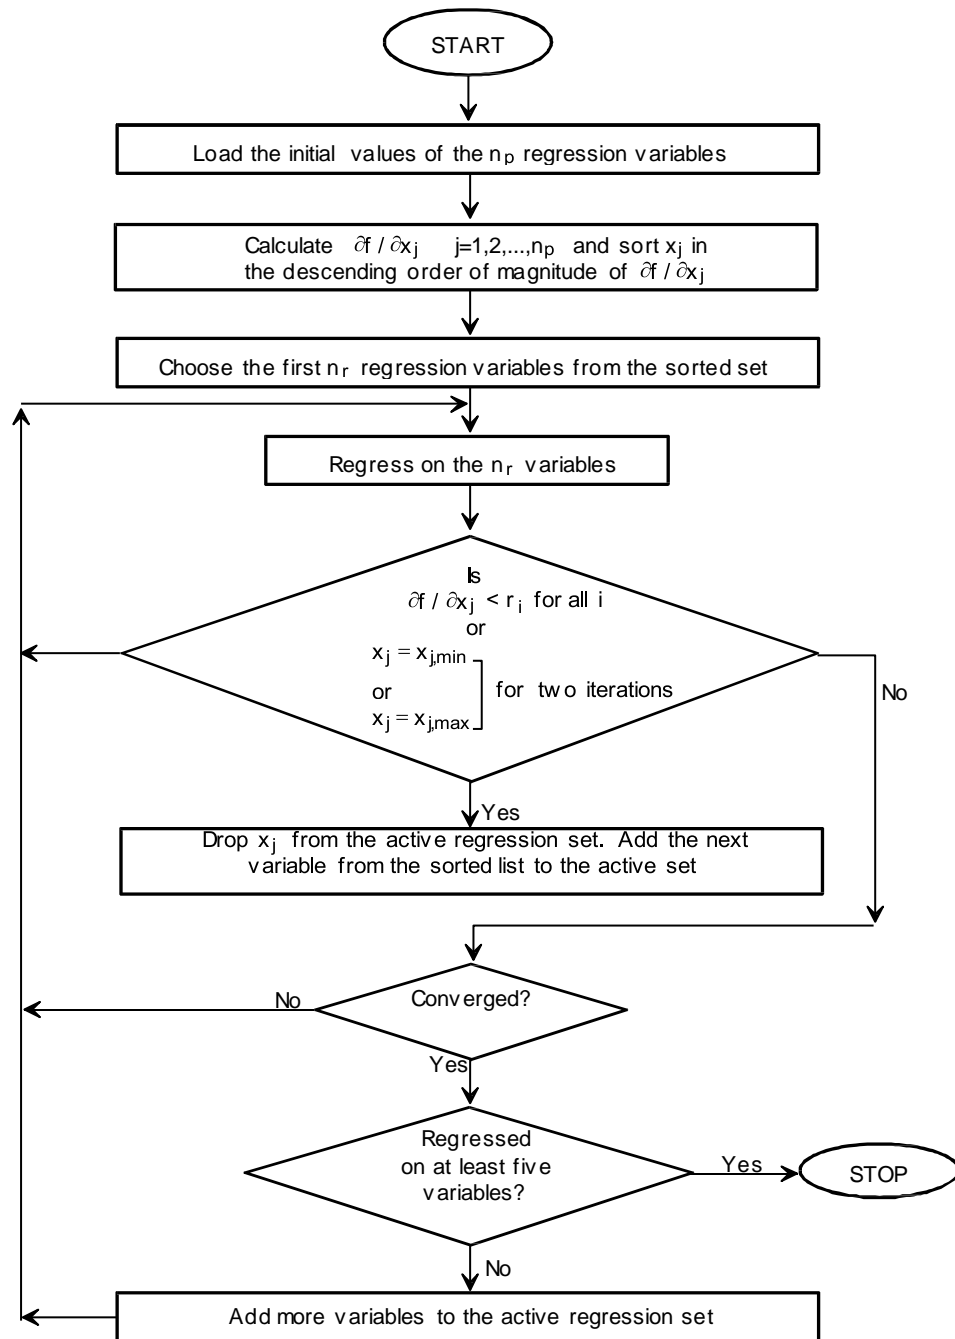 START
Load the initial values of the np regression variables
Calculate ∂f / ∂xj j=1,2,...,np and sort xj in
the descending order of magnitude of ∂f / ∂xj
Choose the first nr regression variables from the sorted set
Regress on the nr variables
Is
∂f / ∂xj < ri for all i
or
xj = xj,min
or
for two iterations
xj = xj,max
No
Yes
Drop xj from the active regression set. Add the next
variable from the sorted list to the active set
Converged?
No
Yes
Regressed
on at least five
variables?
Yes
STOP
No
Add more variables to the active regression set